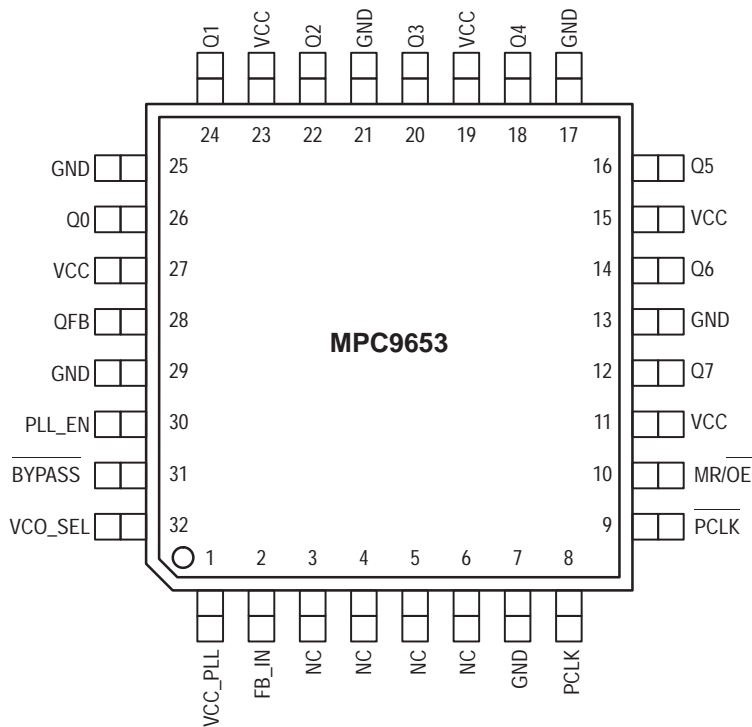 Q1 VCC Q2 GND Q3 VCC Q4 GND
24 23 22 21 20 19 18 17
GND 25 16 Q5
Q0 26 15 VCC
VCC 27 14 Q6
QFB 28 13 GND
MPC9653
GND 29 12 Q7
PLL_EN 30 11 VCC
BYPASS 31 10 MR/OE
VCO_SEL 32 9 PCLK
1 2 3 4 5 6 7 8
VCC_PLL FB_IN NC NC NC NC GND PCLK